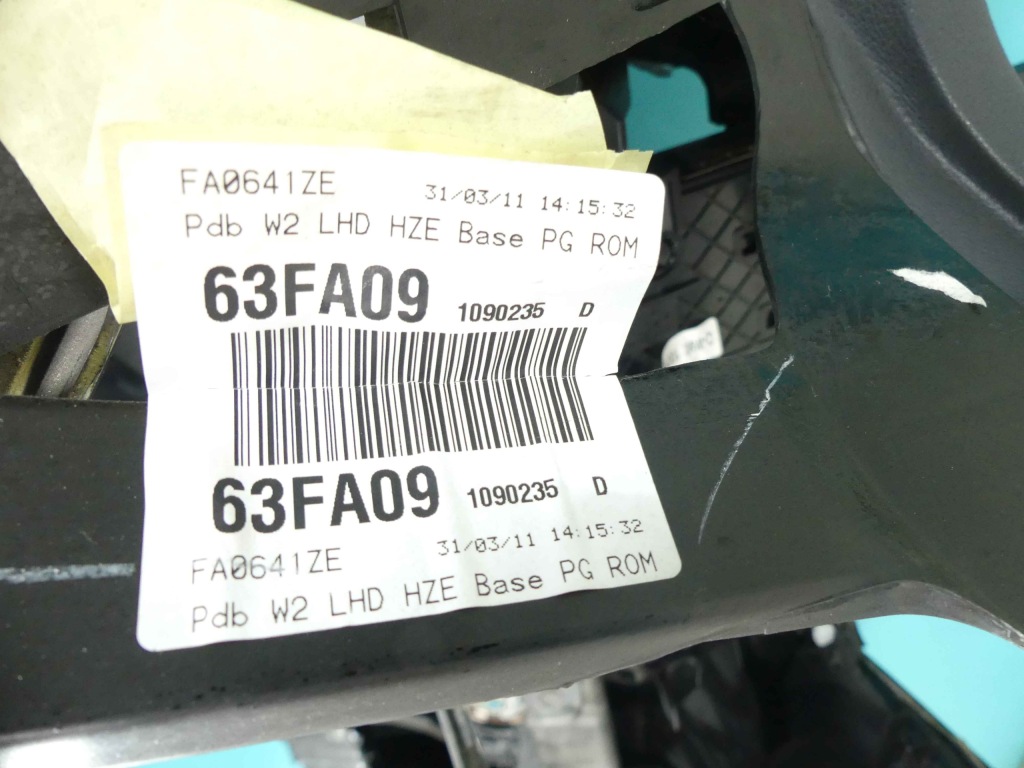 FA0641ZE 31/03/11 14:15:32
Pdb W2 LHD HZE Base PG ROM
63FA09 1090235 D
63FA09 1090235 D
FA0641ZE 31/03/11 14:15:32
Pdb W2 LHD HZE Base PG ROM